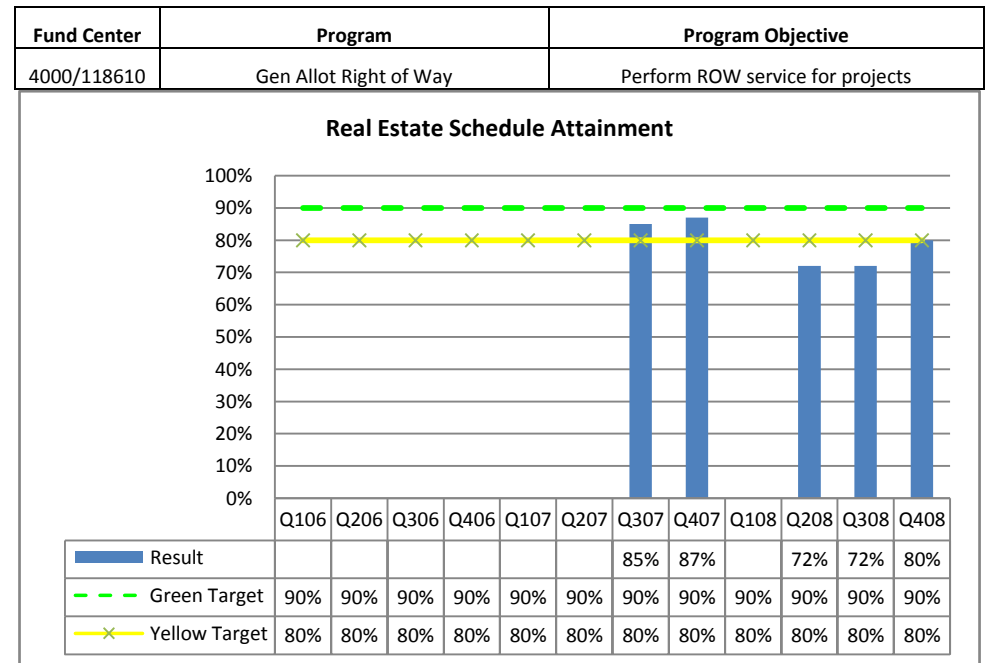 Fund Center Program Program Objective
4000/118610 Gen Allot Right of Way Perform ROW service for projects
Real Estate Schedule Attainment
100%
90%
80%
70%
60%
50%
40%
30%
20%
10%
0%
Q106 Q206 Q306 Q406 Q107 Q207 Q307 Q407 Q108 Q208 Q308 Q408
Result 85% 87% 72% 72% 80%
Green Target 90% 90% 90% 90% 90% 90% 90% 90% 90% 90% 90% 90%
Yellow Target 80% 80% 80% 80% 80% 80% 80% 80% 80% 80% 80% 80%